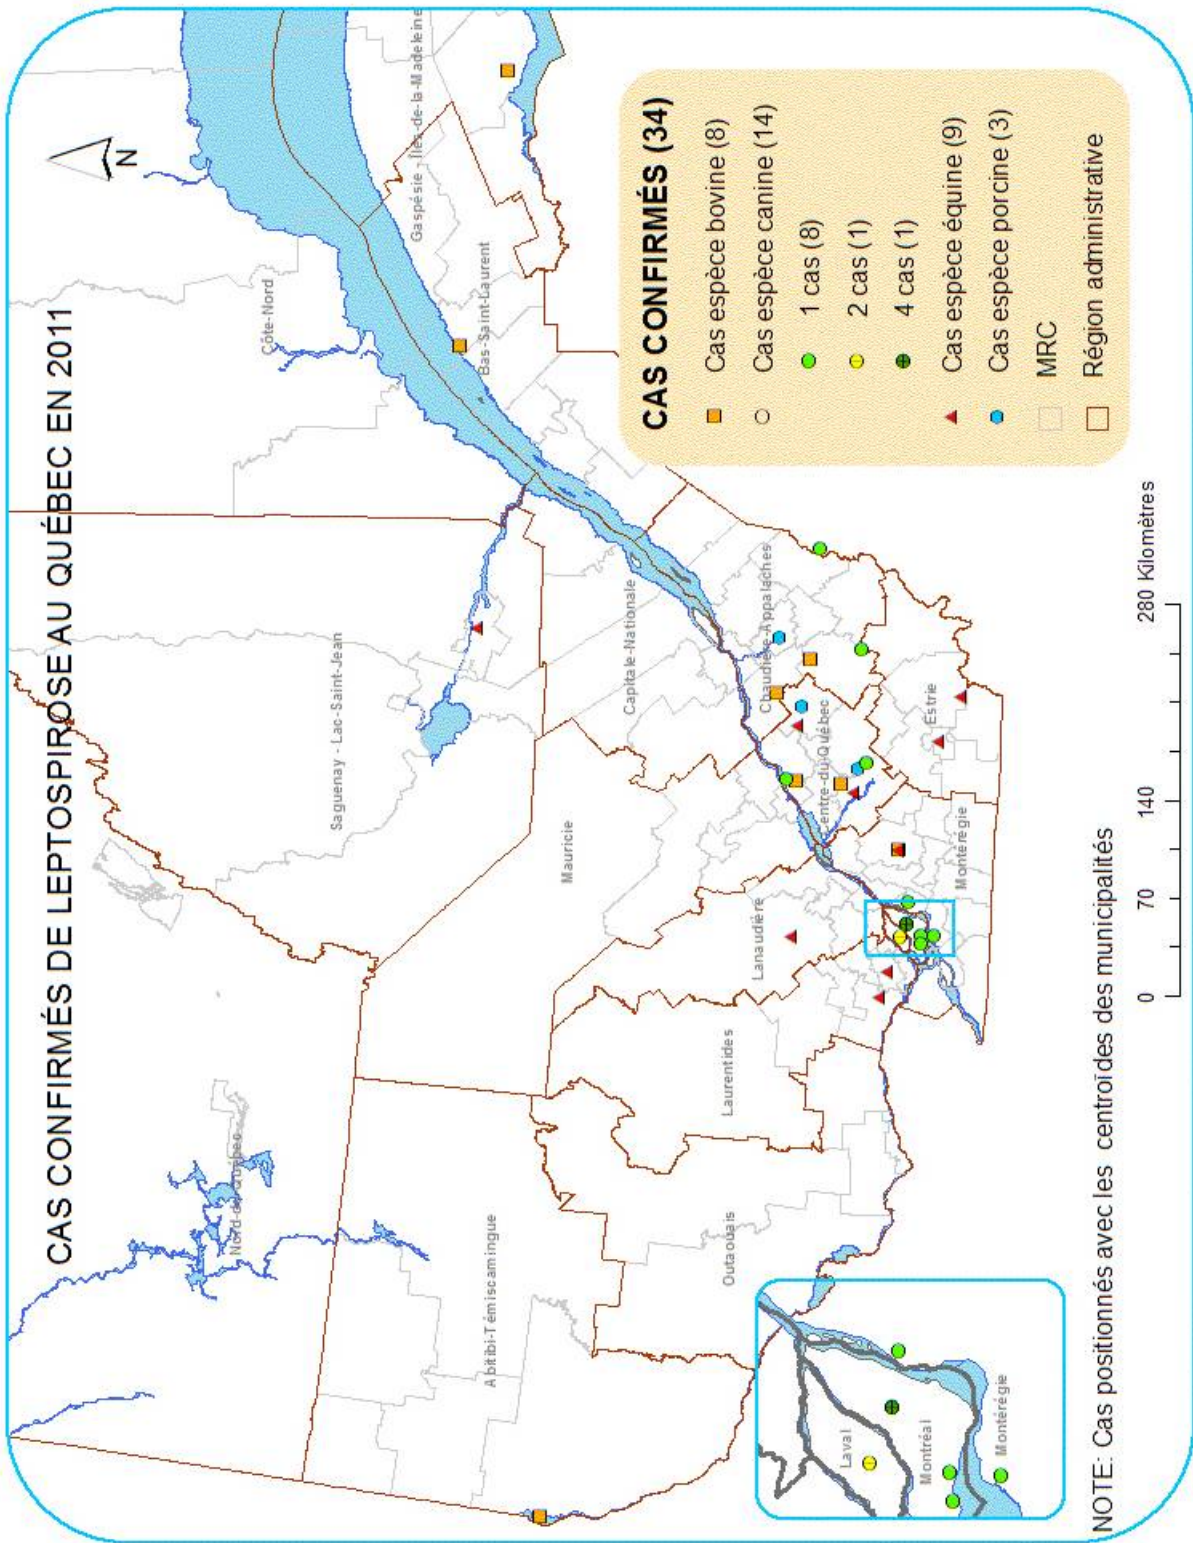 CAS CONFIRMÉS DE LEPTOSPIROSE AU QUÉBEC EN 2011
N
Côte-Nord
Gaspésie - Îles-de-la-Madeleine
Bas-Saint-Laurent
Saguenay - Lac-Saint-Jean
Nord-du-Québec
Capitale-Nationale
Chaudière-Appalaches
Mauricie
Centre-du-Québec
Estrie
Lanaudière
Montérégie
Laurentides
Outaouais
Abitibi-Témiscamingue
Laval
Montréal
Montérégie
CAS CONFIRMÉS (34)
Cas espèce bovine (8)
Cas espèce canine (14)
1 cas (8)
2 cas (1)
4 cas (1)
Cas espèce équine (9)
Cas espèce porcine (3)
MRC
Région administrative
NOTE: Cas positionnés avec les centroïdes des municipalités
0 70 140 280 Kilomètres